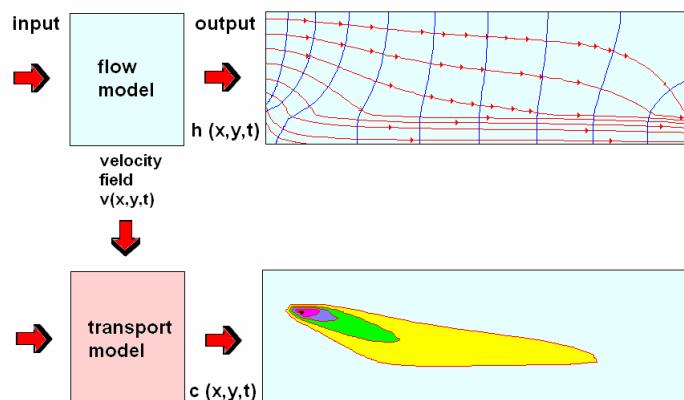 input
output
flow
model
h (x,y,t)
velocity
field
v(x,y,t)
transport
model
c (x,y,t)